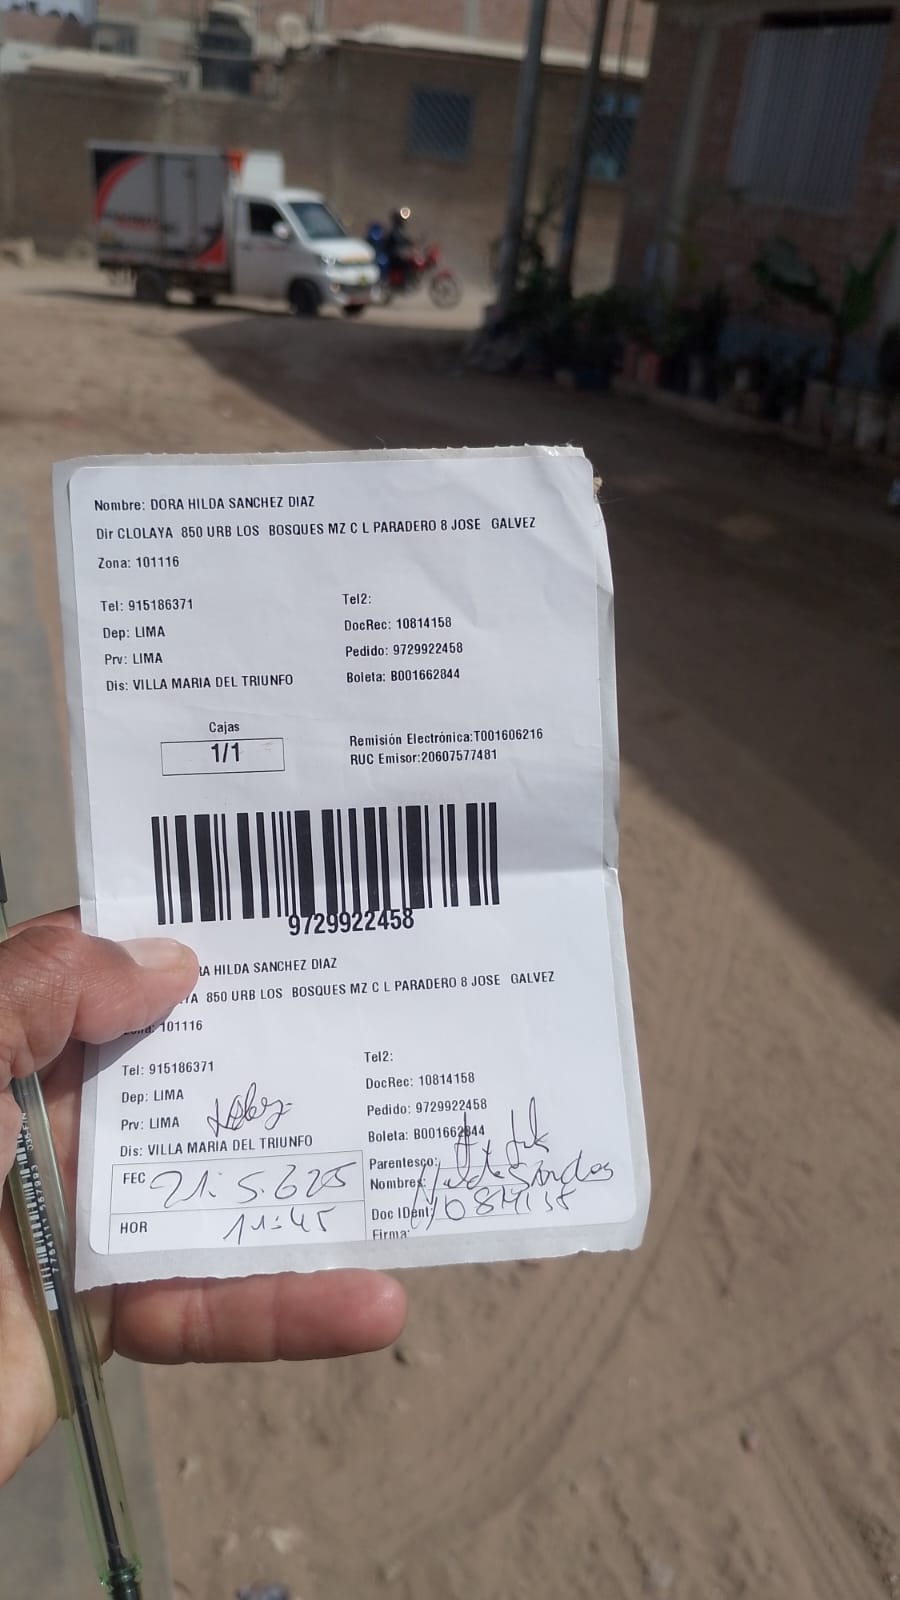 Nombre: DORA HILDA SANCHEZ DIAZ
Dir CLOLAYA 850 URB LOS BOSQUES MZ C L PARADERO 8 JOSE GALVEZ
Zona: 101116
Tel: 915186371 Tel2:
Dep: LIMA DocRec: 10814158
Prv: LIMA Pedido: 9729922458
Dis: VILLA MARIA DEL TRIUNFO Boleta: B001662844
Cajas
1/1
Remisión Electrónica:T001606216
RUC Emisor:20607577481
9729922458
RA HILDA SANCHEZ DIAZ
YA 850 URB LOS BOSQUES MZ C L PARADERO 8 JOSE GALVEZ
Zona: 101116
Tel: 915186371 Tel2:
Dep: LIMA DocRec: 10814158
Prv: LIMA Pedido: 9729922458
Dis: VILLA MARIA DEL TRIUNFO Boleta: B001662844
FEC Parentesco:
Nombres:
HOR 11:45 Doc IDent:
Firma: